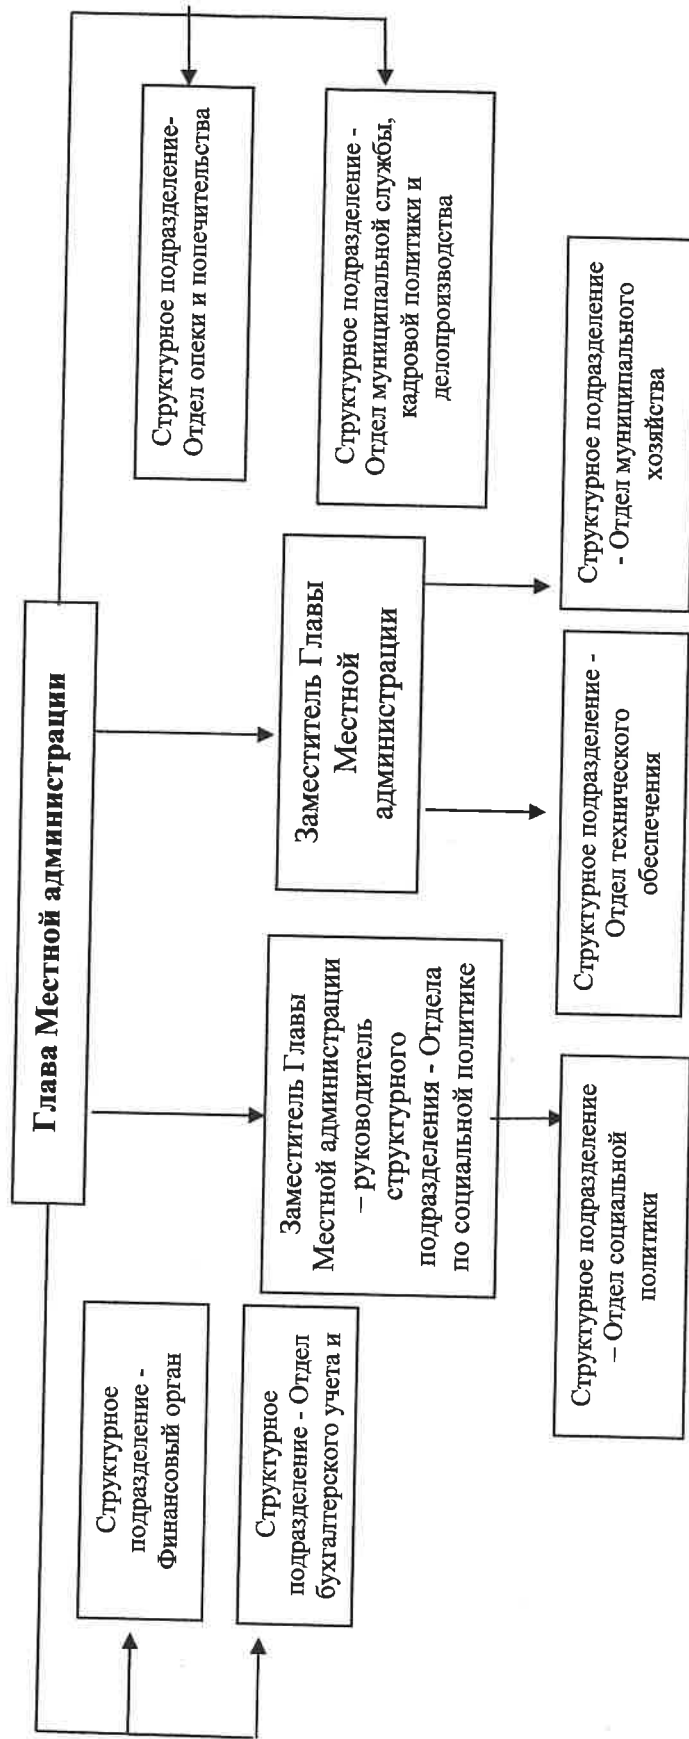 Глава Местной администрации
Структурное
подразделение -
Финансовый орган
Структурное
подразделение - Отдел
бухгалтерского учета и
Заместитель Главы
Местной администрации
– руководитель
структурного
подразделения - Отдела
по социальной политике
Заместитель Главы
Местной
администрации
Структурное подразделение-
Отдел опеки и попечительства
Структурное подразделение -
Отдел муниципальной службы,
кадровой политики и
делопроизводства
Структурное подразделение
– Отдел социальной
политики
Структурное подразделение -
Отдел технического
обеспечения
Структурное подразделение
- Отдел муниципального
хозяйства